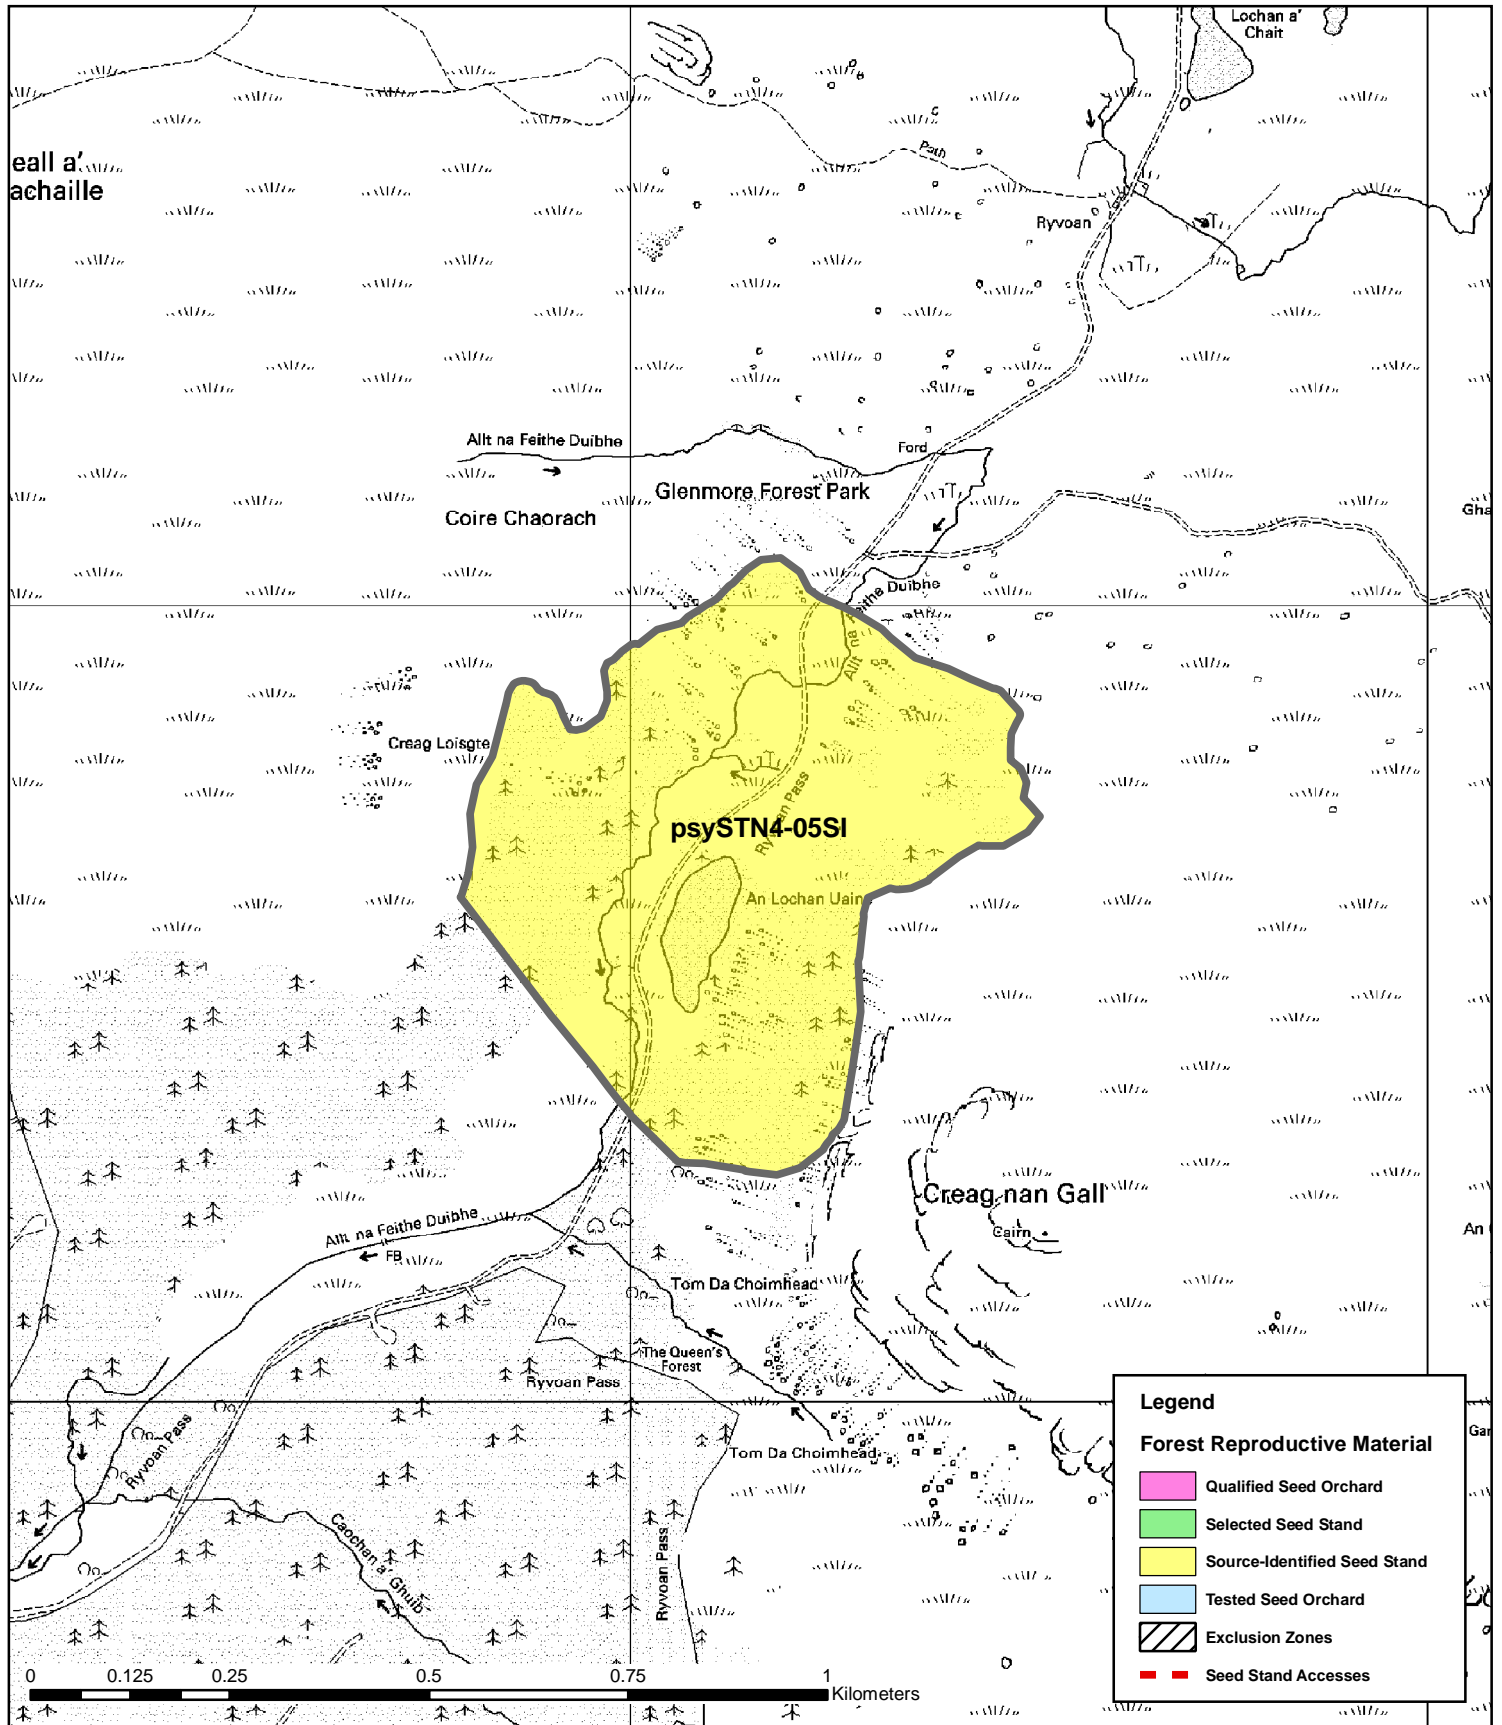 Lochan a'
Chait
eall a'
achaille
Path
Ryvoan
Allt na Feithe Duibhe
Ford
Glenmore Forest Park
Coire Chaorach
Gha
Allt na Feithe Duibhe
Creag Loisgte
Ryvoan Pass
psySTN4-05SI
An Lochan Uain
Creag nan Gall
Cairn
An
Allt na Feithe Duibhe
FB
Tom Da Choimhead
The Queen's
Forest
Ryvoan Pass
Tom Da Choimhead
Ryvoan Pass
Ryvoan Pass
Caochan a' Ghuib
Gar
Legend
Forest Reproductive Material
Qualified Seed Orchard
Selected Seed Stand
Source-Identified Seed Stand
Tested Seed Orchard
Exclusion Zones
Seed Stand Accesses
0 0.125 0.25 0.5 0.75 1
Kilometers